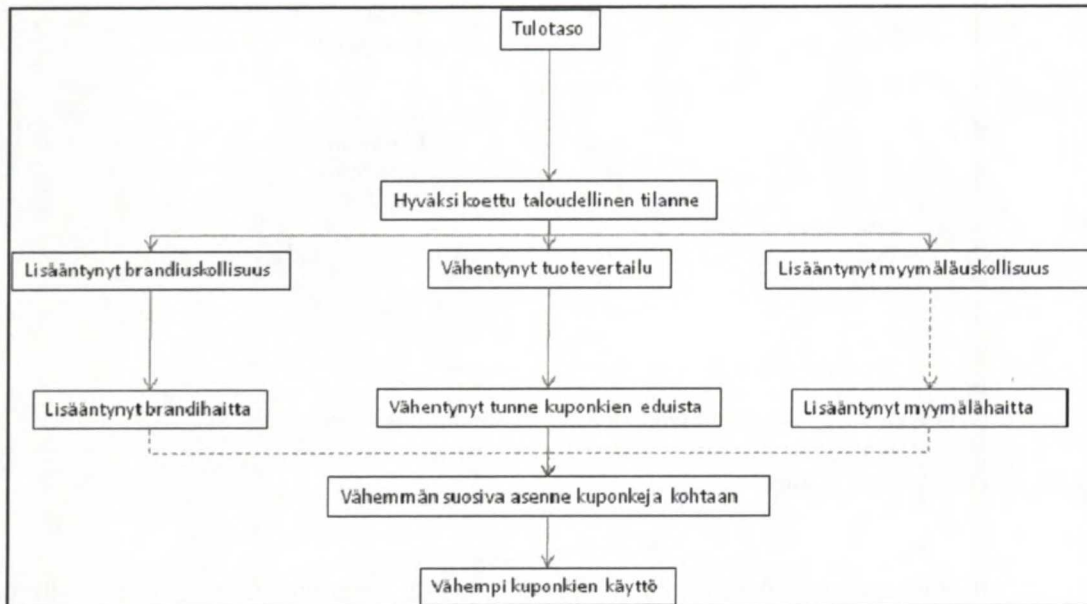 Tulotaso
Hyväksi koettu taloudellinen tilanne
Lisääntynyt brandiuskollisuus
Vähentynyt tuotevertailu
Lisääntynyt myymäläuskollisuus
Lisääntynyt brandihaitta
Vähentynyt tunne kuponkien eduista
Lisääntynyt myymälähaitta
Vähemmän suosiva asenne kuponkeja kohtaan
Vähempi kuponkien käyttö